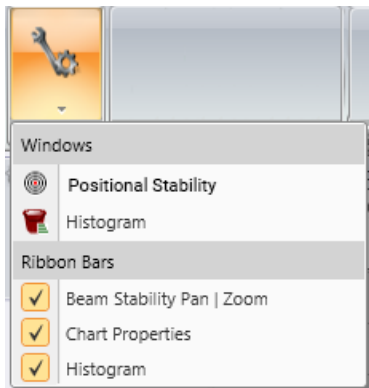 Windows
Positional Stability
Histogram
Ribbon Bars
Beam Stability Pan | Zoom
Chart Properties
Histogram